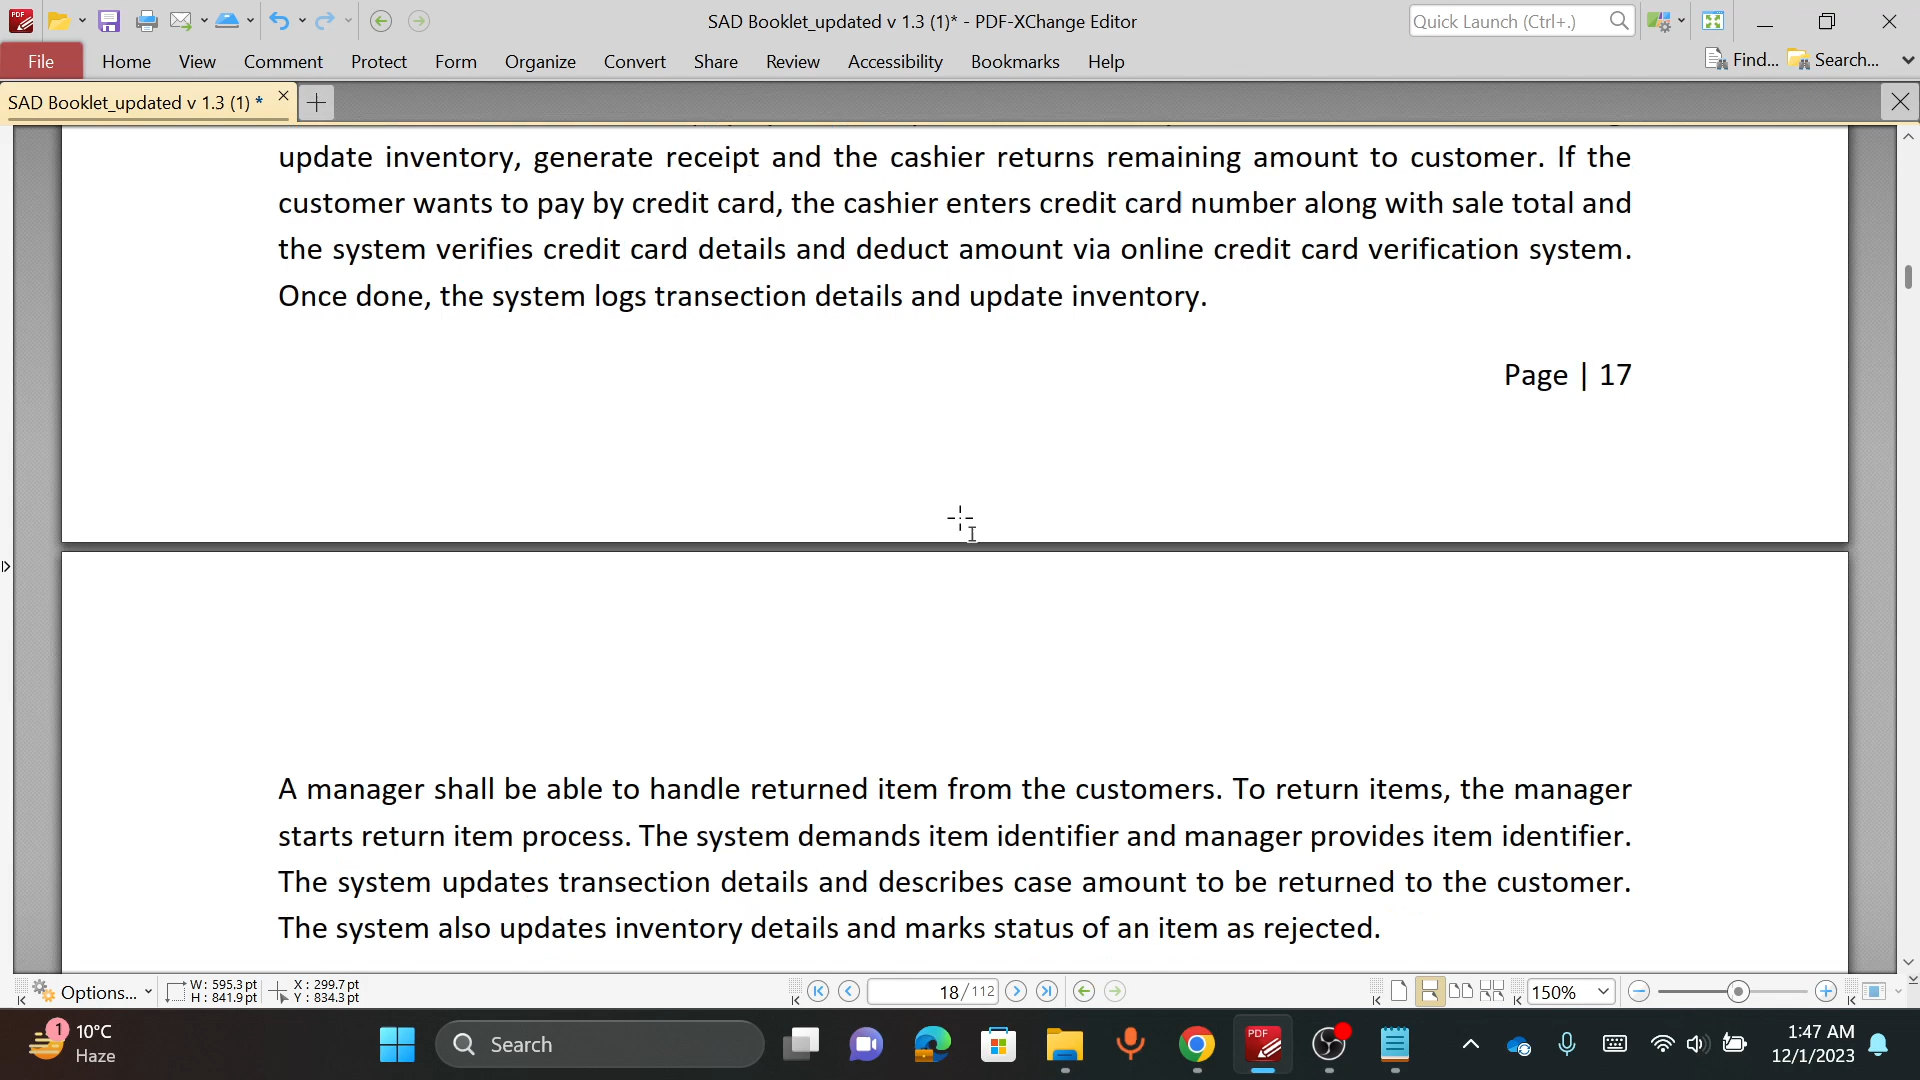 SAD Booklet_updated v 1.3 (1)* - PDF-XChange Editor
Quick Launch (Ctrl+.)
File Home View Comment Protect Form Organize Convert Share Review Accessibility Bookmarks Help
Find... Search...
SAD Booklet_updated v 1.3 (1) *
update inventory, generate receipt and the cashier returns remaining amount to customer. If the
customer wants to pay by credit card, the cashier enters credit card number along with sale total and
the system verifies credit card details and deduct amount via online credit card verification system.
Once done, the system logs transection details and update inventory.
Page | 17
A manager shall be able to handle returned item from the customers. To return items, the manager
starts return item process. The system demands item identifier and manager provides item identifier.
The system updates transection details and describes case amount to be returned to the customer.
The system also updates inventory details and marks status of an item as rejected.
Options...
W: 595.3 pt
H: 841.9 pt
X: 299.7 pt
Y: 834.3 pt
18 / 112
150%
1
10°C
Haze
Search
PDF
1:47 AM
12/1/2023